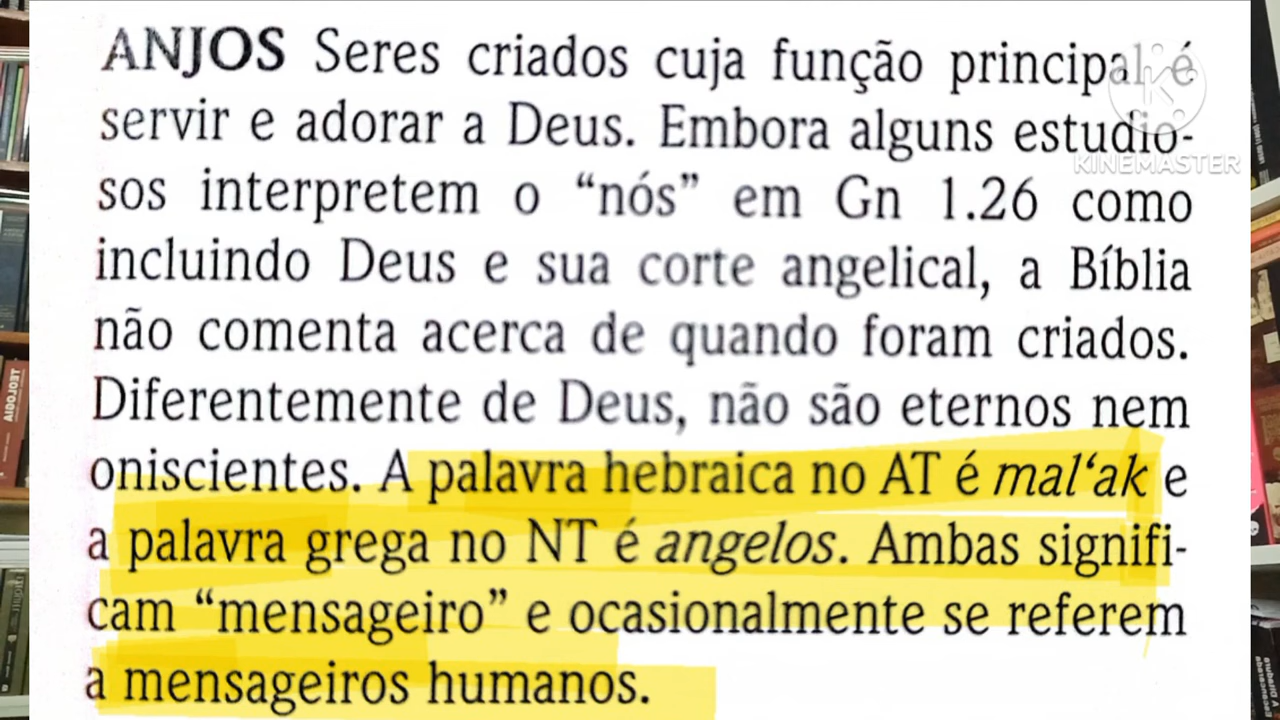 ANJOS Seres criados cuja função principal é
servir e adorar a Deus. Embora alguns estudio-
sos interpretem o “nós” em Gn 1.26 como
incluindo Deus e sua corte angelical, a Bíblia
não comenta acerca de quando foram criados.
Diferentemente de Deus, não são eternos nem
oniscientes. A palavra hebraica no AT é mal‘ak e
a palavra grega no NT é angelos. Ambas signifi-
cam “mensageiro” e ocasionalmente se referem
a mensageiros humanos.
KINEMASTER
TEOLOGIA